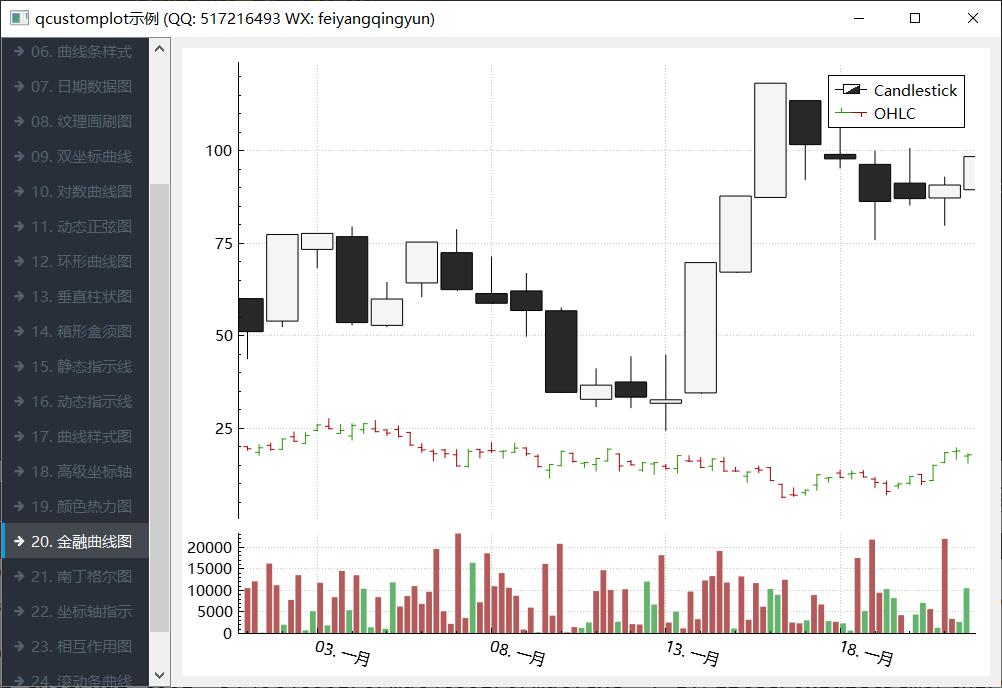 qcustomplot示例 (QQ: 517216493 WX: feiyangqingyun)
06. 曲线条样式
07. 日期数据图
08. 纹理画刷图
09. 双坐标曲线
10. 对数曲线图
11. 动态正弦图
12. 环形曲线图
13. 垂直柱状图
14. 箱形盒须图
15. 静态指示线
16. 动态指示线
17. 曲线样式图
18. 高级坐标轴
19. 颜色热力图
20. 金融曲线图
21. 南丁格尔图
22. 坐标轴指示
23. 相互作用图
24. 滚动条曲线
Candlestick
OHLC
100
75
50
25
20000
15000
10000
5000
0
03. 一月
08. 一月
13. 一月
18. 一月